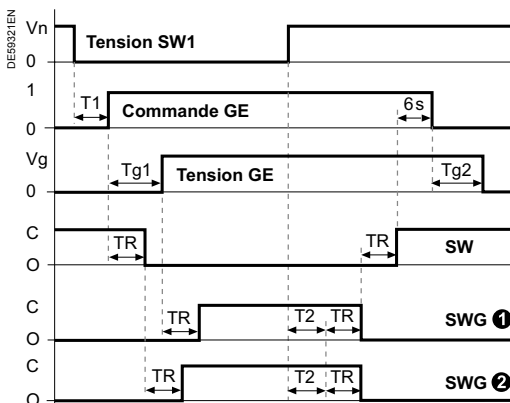 DE59321EN
Vn
Tension SW1
0
1
T1
Commande GE
6 s
0
Vg
Tg1
Tension GE
Tg2
0
C
TR
TR
SW
O
C
TR
T2
TR
SWG ❶
O
C
TR
T2
TR
SWG ❷
O